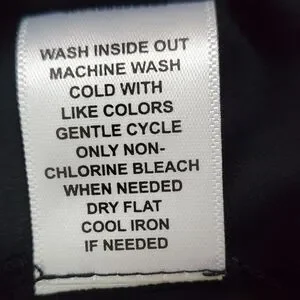 WASH INSIDE OUT
MACHINE WASH
COLD WITH
LIKE COLORS
GENTLE CYCLE
ONLY NON-
CHLORINE BLEACH
WHEN NEEDED
DRY FLAT
COOL IRON
IF NEEDED